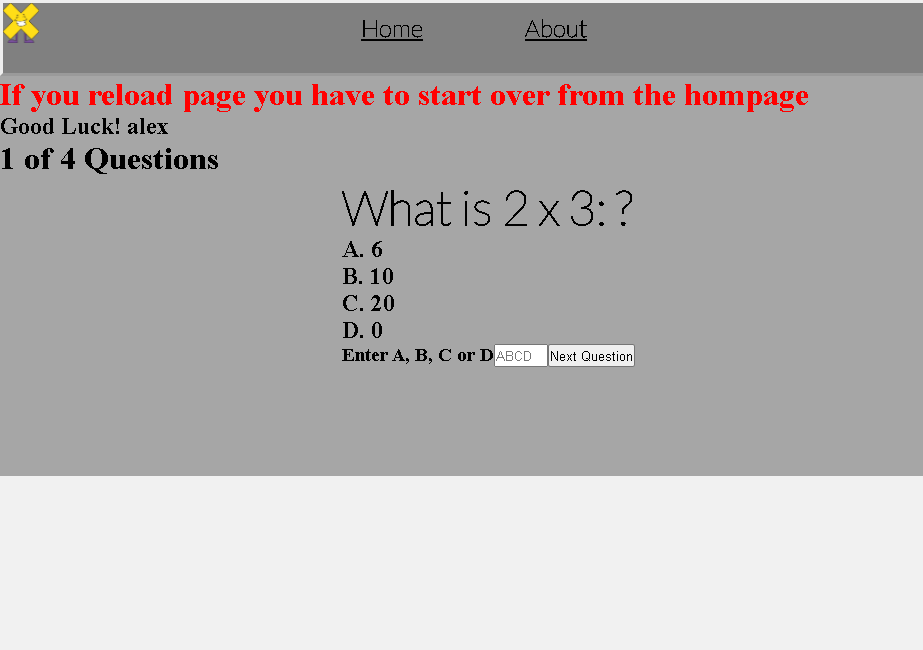 Home About
If you reload page you have to start over from the hompage
Good Luck! alex
1 of 4 Questions
What is 2 x 3: ?
A. 6
B. 10
C. 20
D. 0
Enter A, B, C or D ABCD Next Question